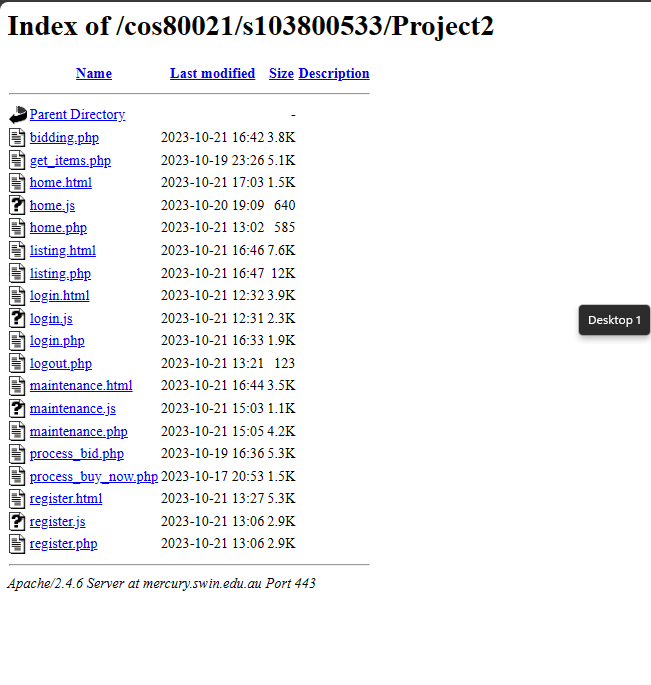 Index of /cos80021/s103800533/Project2
Name Last modified Size Description
Parent Directory -
bidding.php 2023-10-21 16:42 3.8K
get_items.php 2023-10-19 23:26 5.1K
home.html 2023-10-21 17:03 1.5K
home.js 2023-10-20 19:09 640
home.php 2023-10-21 13:02 585
listing.html 2023-10-21 16:46 7.6K
listing.php 2023-10-21 16:47 12K
login.html 2023-10-21 12:32 3.9K
Desktop 1
login.js 2023-10-21 12:31 2.3K
login.php 2023-10-21 16:33 1.9K
logout.php 2023-10-21 13:21 123
maintenance.html 2023-10-21 16:44 3.5K
maintenance.js 2023-10-21 15:03 1.1K
maintenance.php 2023-10-21 15:05 4.2K
process_bid.php 2023-10-19 16:36 5.3K
process_buy_now.php 2023-10-17 20:53 1.5K
register.html 2023-10-21 13:27 5.3K
register.js 2023-10-21 13:06 2.9K
register.php 2023-10-21 13:06 2.9K
Apache/2.4.6 Server at mercury.swin.edu.au Port 443